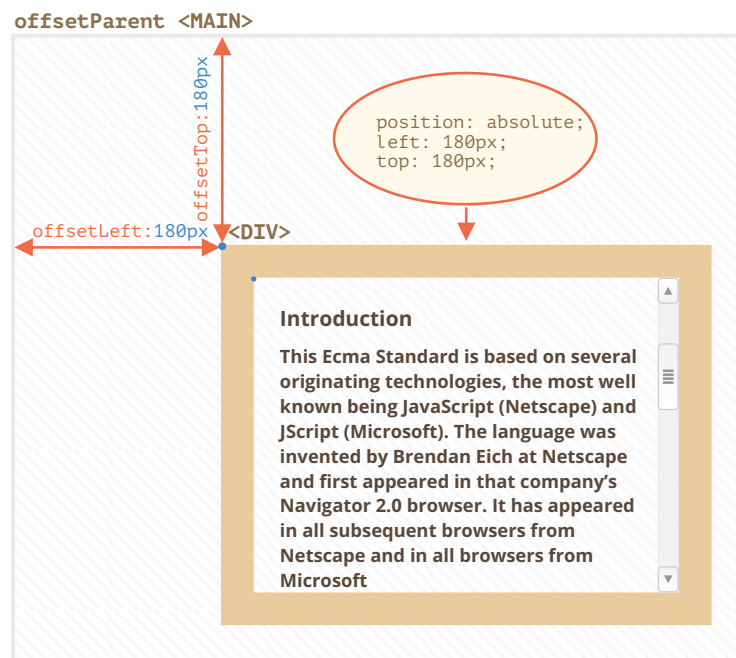 offsetParent <MAIN>
offsetTop:180px
position: absolute;
left: 180px;
top: 180px;
offsetLeft:180px
<DIV>
Introduction
This Ecma Standard is based on several
originating technologies, the most well
known being JavaScript (Netscape) and
JScript (Microsoft). The language was
invented by Brendan Eich at Netscape
and first appeared in that company’s
Navigator 2.0 browser. It has appeared
in all subsequent browsers from
Netscape and in all browsers from
Microsoft